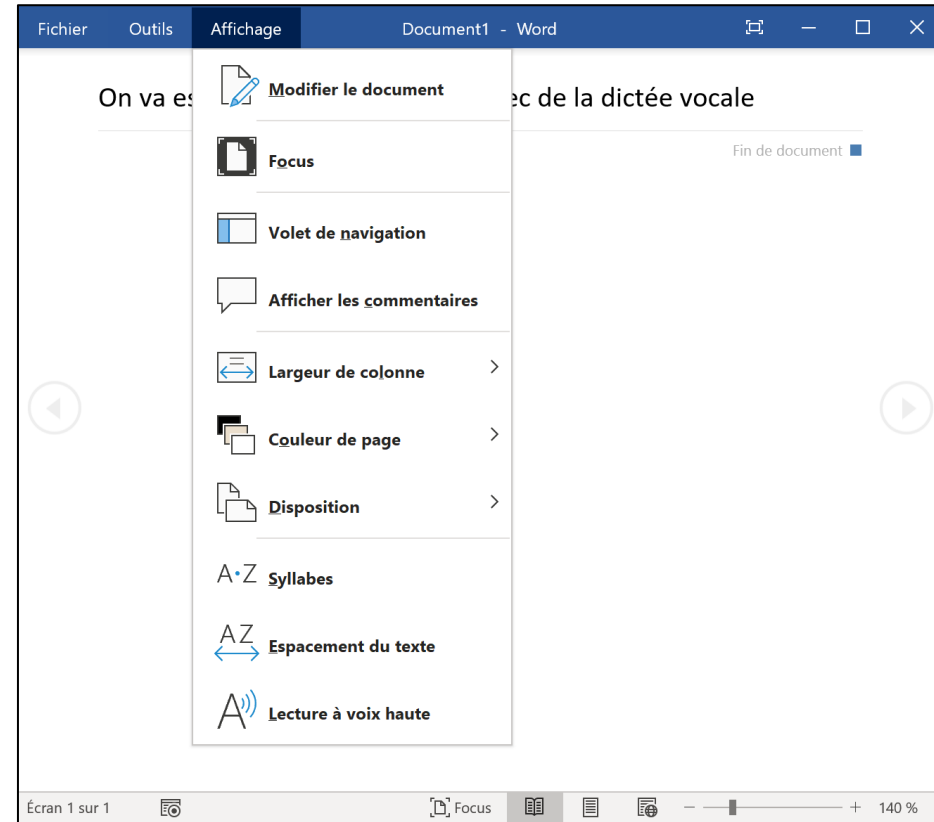 Fichier Outils Affichage Document1 - Word
On va es ec de la dictée vocale
Fin de document
Modifier le document
Focus
Volet de navigation
Afficher les commentaires
Largeur de colonne
Couleur de page
Disposition
A·Z Syllabes
AZ Espacement du texte
A Lecture à voix haute
Écran 1 sur 1 Focus 140 %